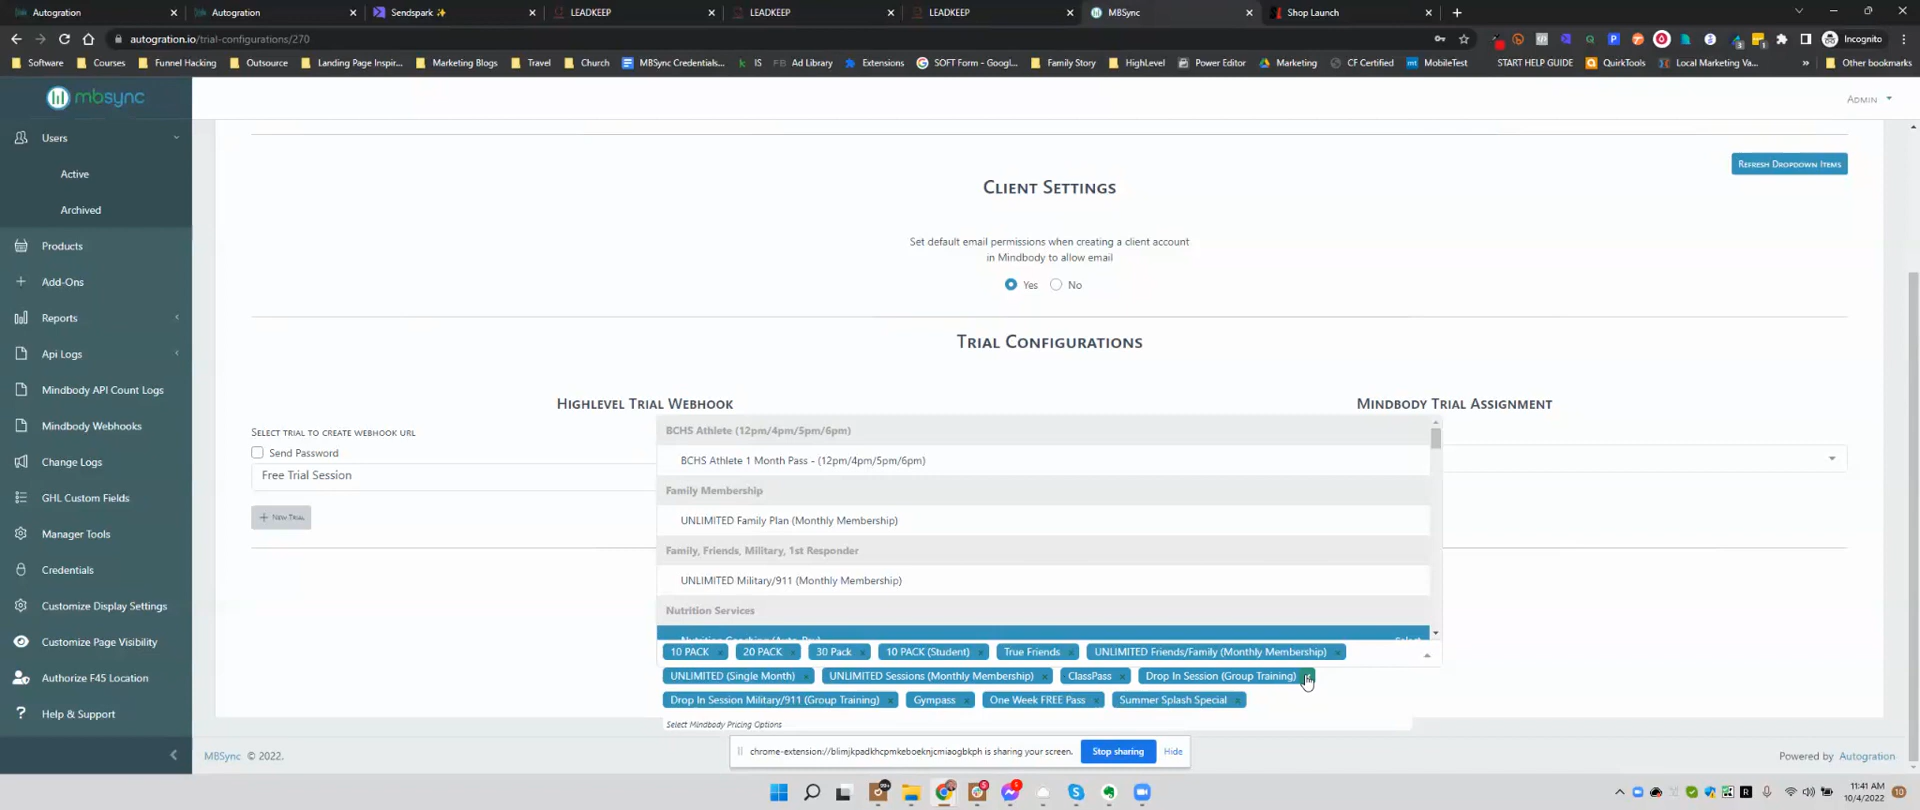 Autogration
Autogration
Sendspark
LEADKEEP
LEADKEEP
LEADKEEP
MBSync
Shop Launch
autogration.io/trial-configurations/270
Incognito
Software
Courses
Funnel Hacking
Outsource
Landing Page Inspir...
Marketing Blogs
Travel
Church
MBSync Credentials...
IS
Ad Library
Extensions
SOFT Form - Googl...
Family Story
HighLevel
Power Editor
Marketing
CF Certified
MobileTest
START HELP GUIDE
QuirkTools
Local Marketing Va...
Other bookmarks
mbsync
ADMIN
Users
Active
Archived
Products
Add-Ons
Reports
Api Logs
Mindbody API Count Logs
Mindbody Webhooks
Change Logs
GHL Custom Fields
Manager Tools
Credentials
Customize Display Settings
Customize Page Visibility
Authorize F45 Location
Help & Support
REFRESH DROPDOWN ITEMS
CLIENT SETTINGS
Set default email permissions when creating a client account
in Mindbody to allow email
Yes No
TRIAL CONFIGURATIONS
HIGHLEVEL TRIAL WEBHOOK
MINDBODY TRIAL ASSIGNMENT
SELECT TRIAL TO CREATE WEBHOOK URL
Send Password
Free Trial Session
+ NEW TRIAL
BCHS Athlete (12pm/4pm/5pm/6pm)
BCHS Athlete 1 Month Pass - (12pm/4pm/5pm/6pm)
Family Membership
UNLIMITED Family Plan (Monthly Membership)
Family, Friends, Military, 1st Responder
UNLIMITED Military/911 (Monthly Membership)
Nutrition Services
Nutrition Coaching (Auto-Pay) Select
10 PACK × 20 PACK × 30 Pack × 10 PACK (Student) × True Friends × UNLIMITED Friends/Family (Monthly Membership) ×
UNLIMITED (Single Month) × UNLIMITED Sessions (Monthly Membership) × ClassPass × Drop In Session (Group Training)
Drop In Session Military/911 (Group Training) × Gympass × One Week FREE Pass × Summer Splash Special ×
Select Mindbody Pricing Options
chrome-extension://blimjkpadkhcpmkeboeknjcmiaogbkph is sharing your screen.
Stop sharing
Hide
MBSync © 2022.
Powered by Autogration
11:41 AM
10/4/2022